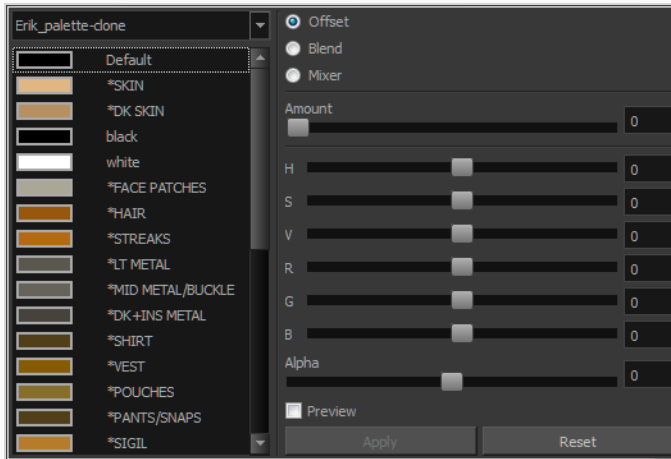 Erik_palette-clone
Default
*SKIN
*DK SKIN
black
white
*FACE PATCHES
*HAIR
*STREAKS
*LT METAL
*MID METAL/BUCKLE
*DK+INS METAL
*SHIRT
*VEST
*POUCHES
*PANTS/SNAPS
*SIGIL
Offset
Blend
Mixer
Amount
0
H 0
S 0
V 0
R 0
G 0
B 0
Alpha
0
Preview
Apply Reset